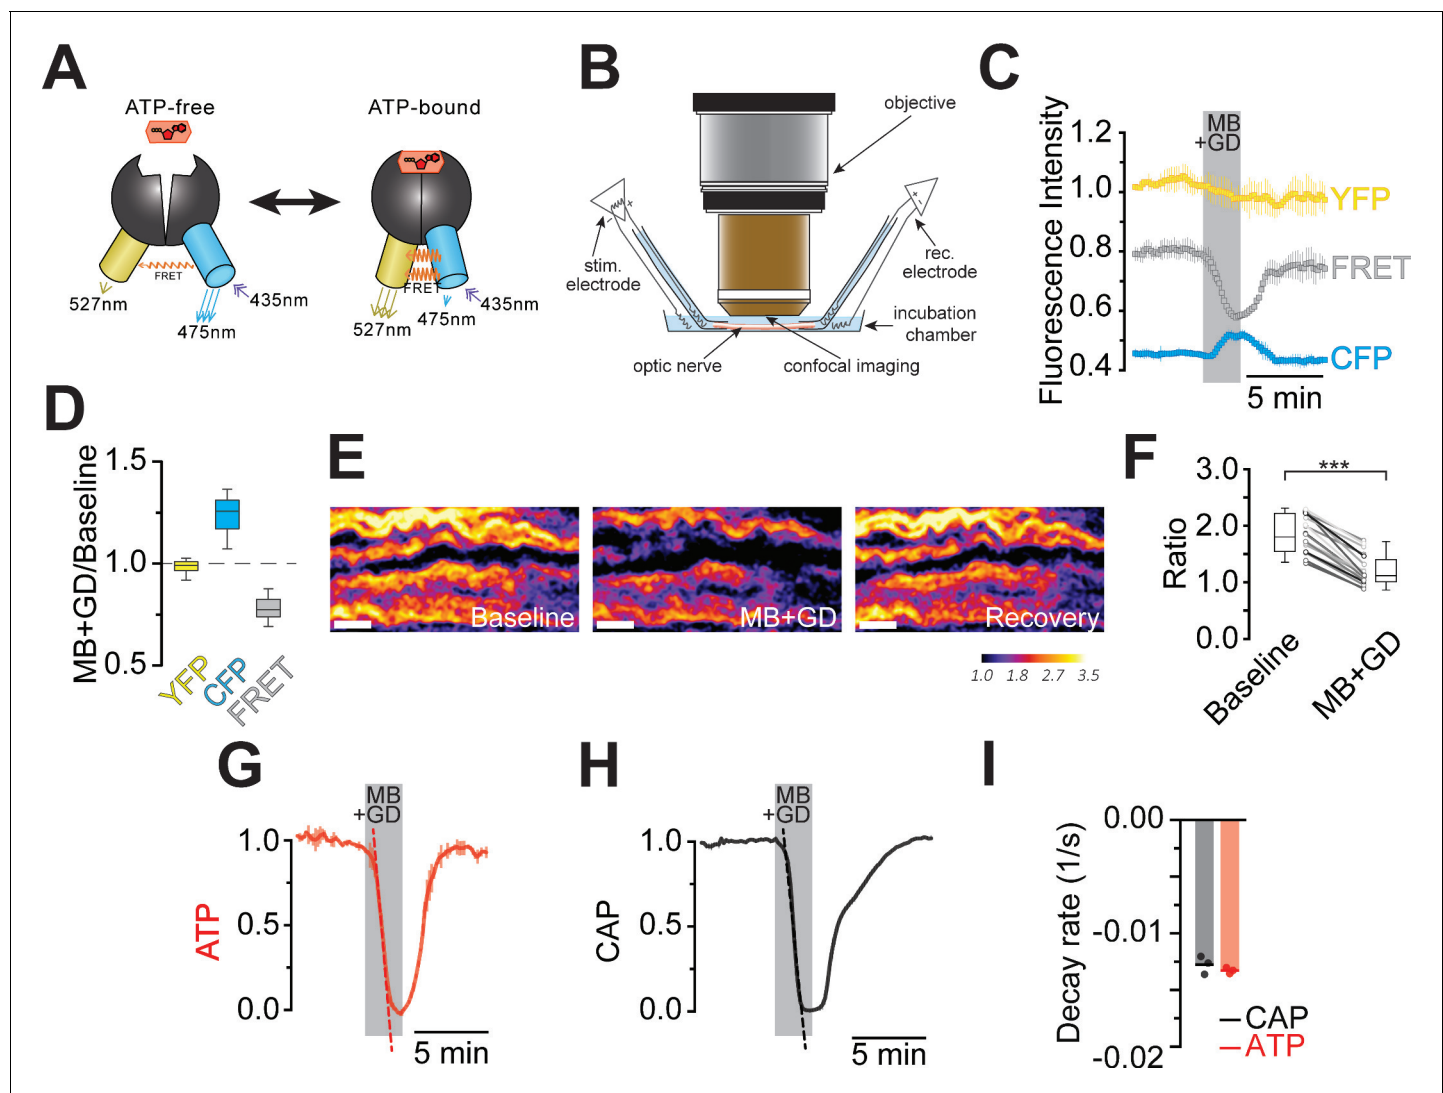 A
ATP-free
ATP-bound
FRET
527nm
475nm
435nm
FRET
527nm
475nm
435nm
B
objective
stim.
electrode
rec.
electrode
incubation
chamber
optic nerve
confocal imaging
C
Fluorescence Intensity
1.2
1.0
0.8
0.6
0.4
MB
+GD
YFP
FRET
CFP
5 min
D
MB+GD/Baseline
1.5
1.0
0.5
YFP
CFP
FRET
E
Baseline
MB+GD
Recovery
1.0 1.8 2.7 3.5
F
Ratio
3.0
2.0
1.0
0.0
***
Baseline
MB+GD
G
ATP
1.0
0.5
0.0
MB
+GD
5 min
H
CAP
1.0
0.5
0.0
MB
+GD
5 min
I
Decay rate (1/s)
0.00
-0.01
-0.02
CAP
ATP